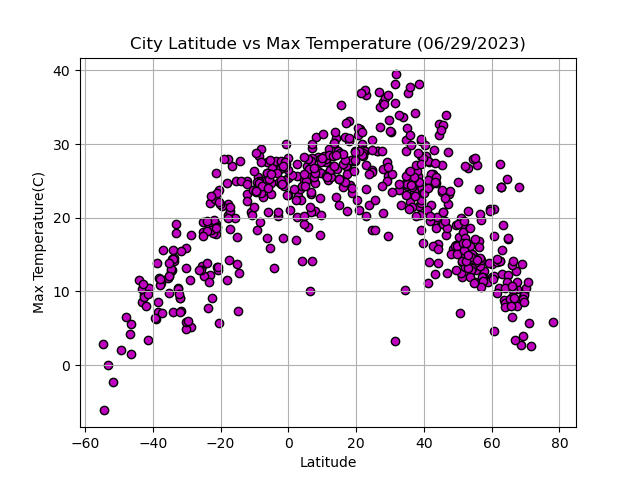 City Latitude vs Max Temperature (06/29/2023)
40
30
20
10
0
Max Temperature(C)
−60 −40 −20 0 20 40 60 80
Latitude